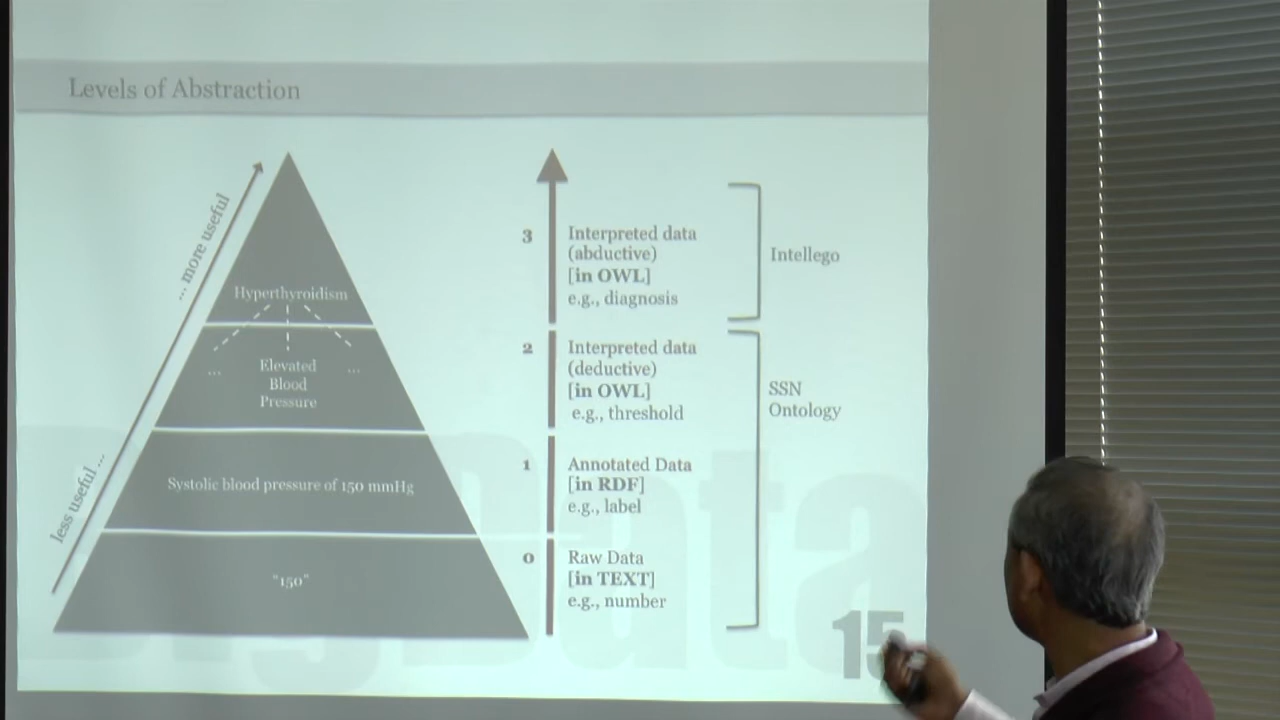 Levels of Abstraction
... more useful
less useful ...
Hyperthyroidism
...
Elevated
Blood
Pressure
...
Systolic blood pressure of 150 mmHg
"150"
3
Interpreted data
(abductive)
[in OWL]
e.g., diagnosis
Intellego
2
Interpreted data
(deductive)
[in OWL]
e.g., threshold
SSN
Ontology
1
Annotated Data
[in RDF]
e.g., label
0
Raw Data
[in TEXT]
e.g., number
BigData
15